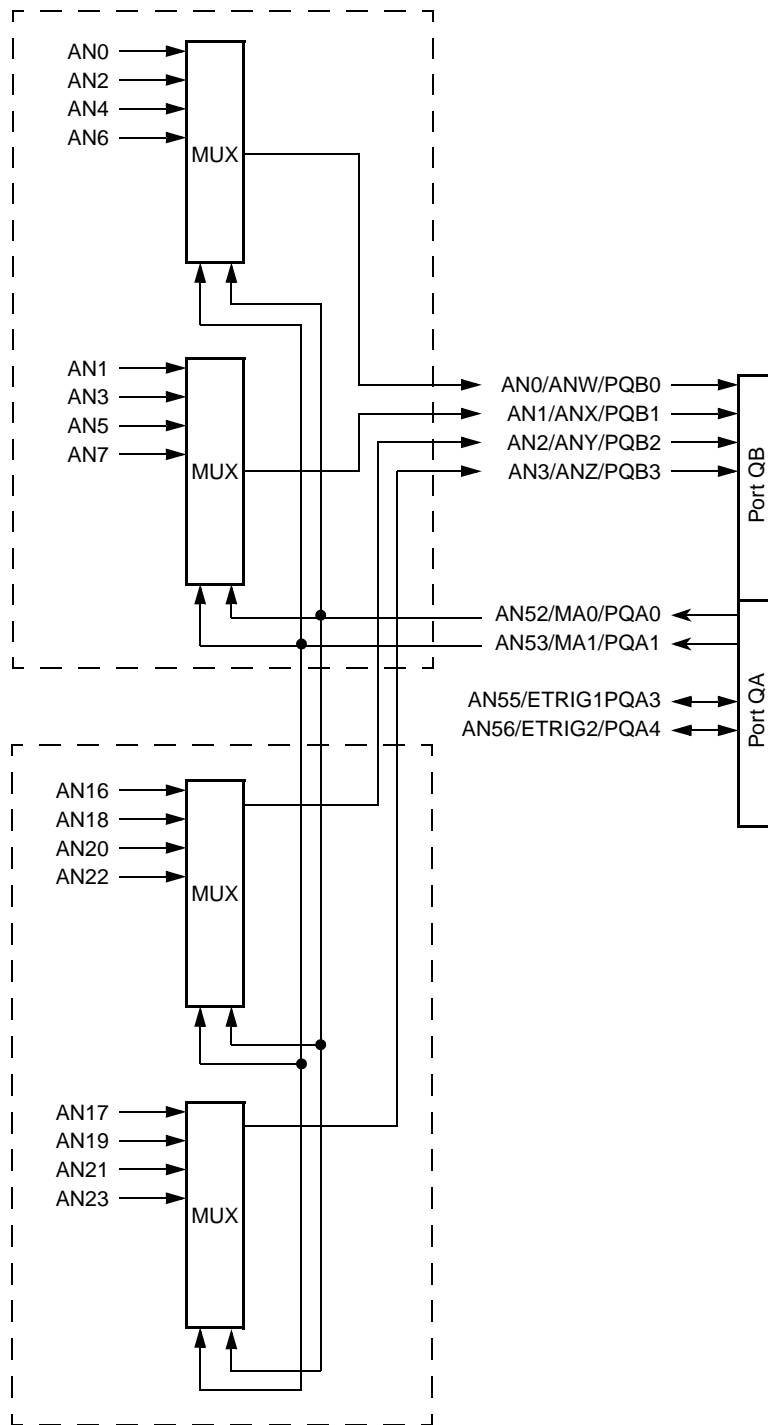 AN0
AN2
AN4
AN6
MUX
AN1
AN3
AN5
AN7
MUX
AN0/ANW/PQB0
AN1/ANX/PQB1
AN2/ANY/PQB2
AN3/ANZ/PQB3
Port QB
AN52/MA0/PQA0
AN53/MA1/PQA1
AN55/ETRIG1PQA3
AN56/ETRIG2/PQA4
Port QA
AN16
AN18
AN20
AN22
MUX
AN17
AN19
AN21
AN23
MUX